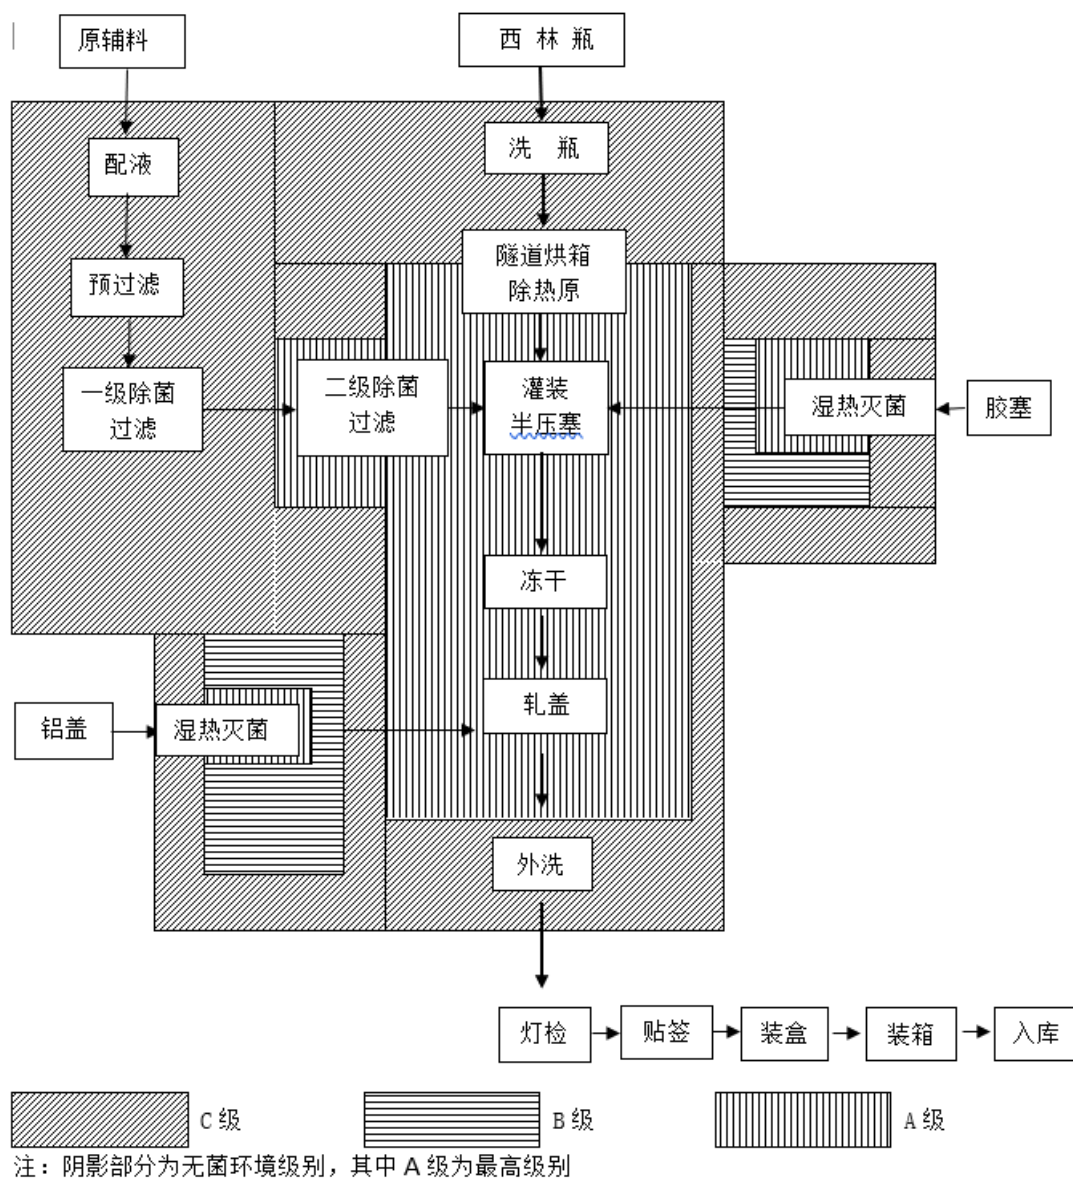 原辅料
西 林 瓶
配液
洗 瓶
预过滤
隧道烘箱
除热原
一级除菌
过滤
二级除菌
过滤
灌装
半压塞
湿热灭菌
胶塞
冻干
铝盖
湿热灭菌
轧盖
外洗
灯检
贴签
装盒
装箱
入库
C 级
B 级
A 级
注：阴影部分为无菌环境级别，其中 A 级为最高级别